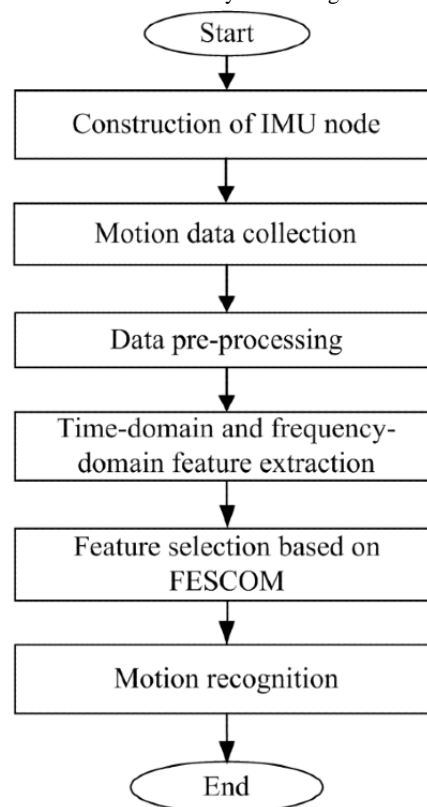 Start
Construction of IMU node
Motion data collection
Data pre-processing
Time-domain and frequency-
domain feature extraction
Feature selection based on
FESCOM
Motion recognition
End